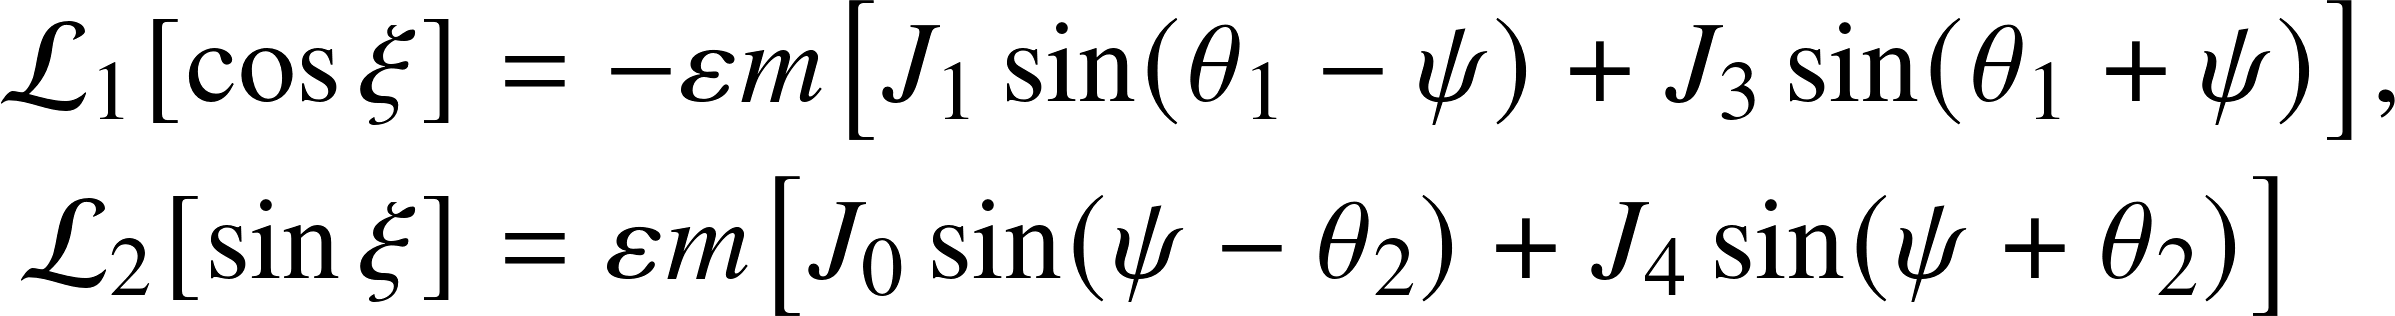 ℒ₁[cos ξ] = −εm[J₁ sin(θ₁ − ψ) + J₃ sin(θ₁ + ψ)],
ℒ₂[sin ξ] = εm[J₀ sin(ψ − θ₂) + J₄ sin(ψ + θ₂)]